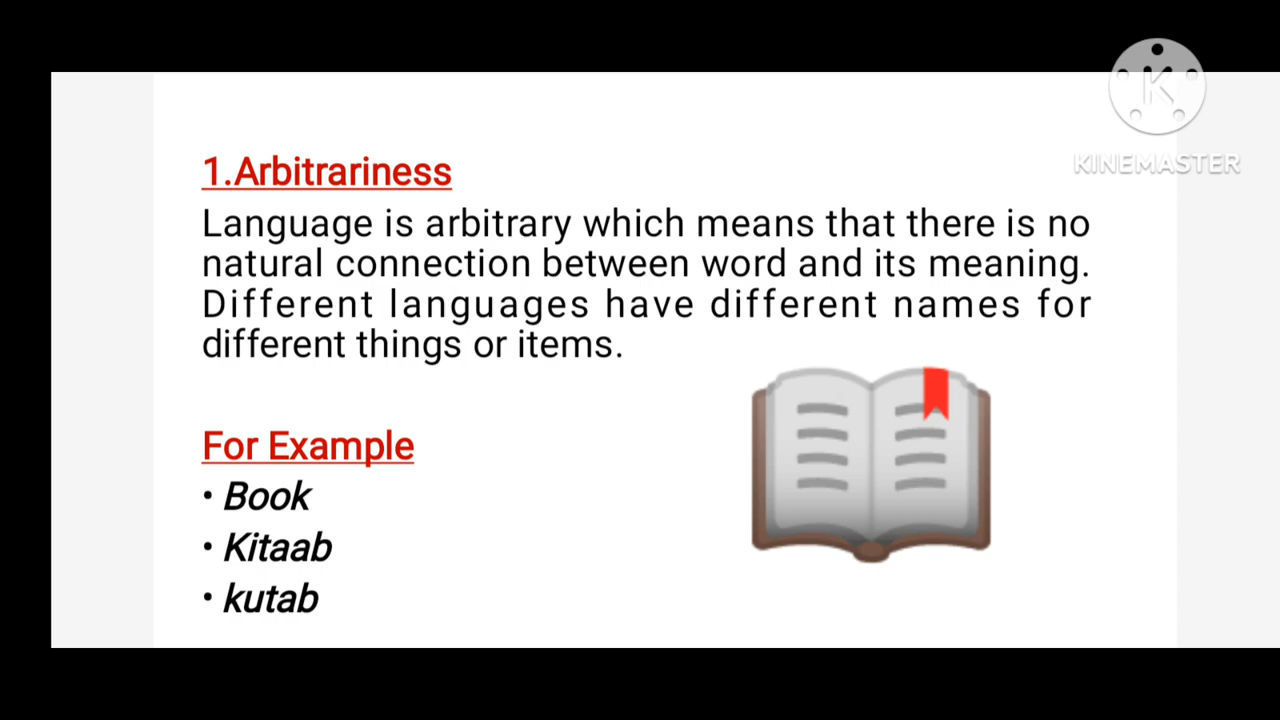 KINEMASTER
1.Arbitrariness
Language is arbitrary which means that there is no
natural connection between word and its meaning.
Different languages have different names for
different things or items.
For Example
• Book
• Kitaab
• kutab